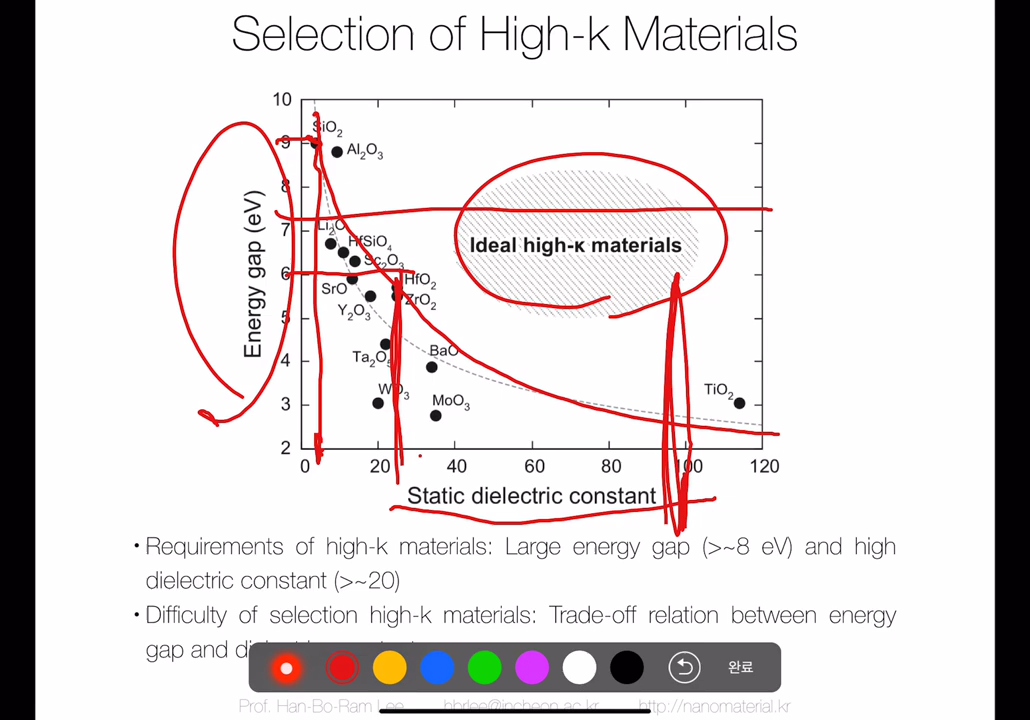 Selection of High-k Materials
10
9
8
7
6
5
4
3
2
Energy gap (eV)
SiO₂
Al₂O₃
Li₂O
HfSiO₄
Sc₂O₃
HfO₂
SrO
ZrO₂
Y₂O₃
Ta₂O₅
BaO
WO₃
MoO₃
TiO₂
Ideal high-κ materials
0 20 40 60 80 100 120
Static dielectric constant
• Requirements of high-k materials: Large energy gap (>~8 eV) and high
dielectric constant (>~20)
• Difficulty of selection high-k materials: Trade-off relation between energy
gap and
완료
Prof. Han-Bo-Ram Lee hbrlee@incheon.ac.kr http://nanomaterial.kr